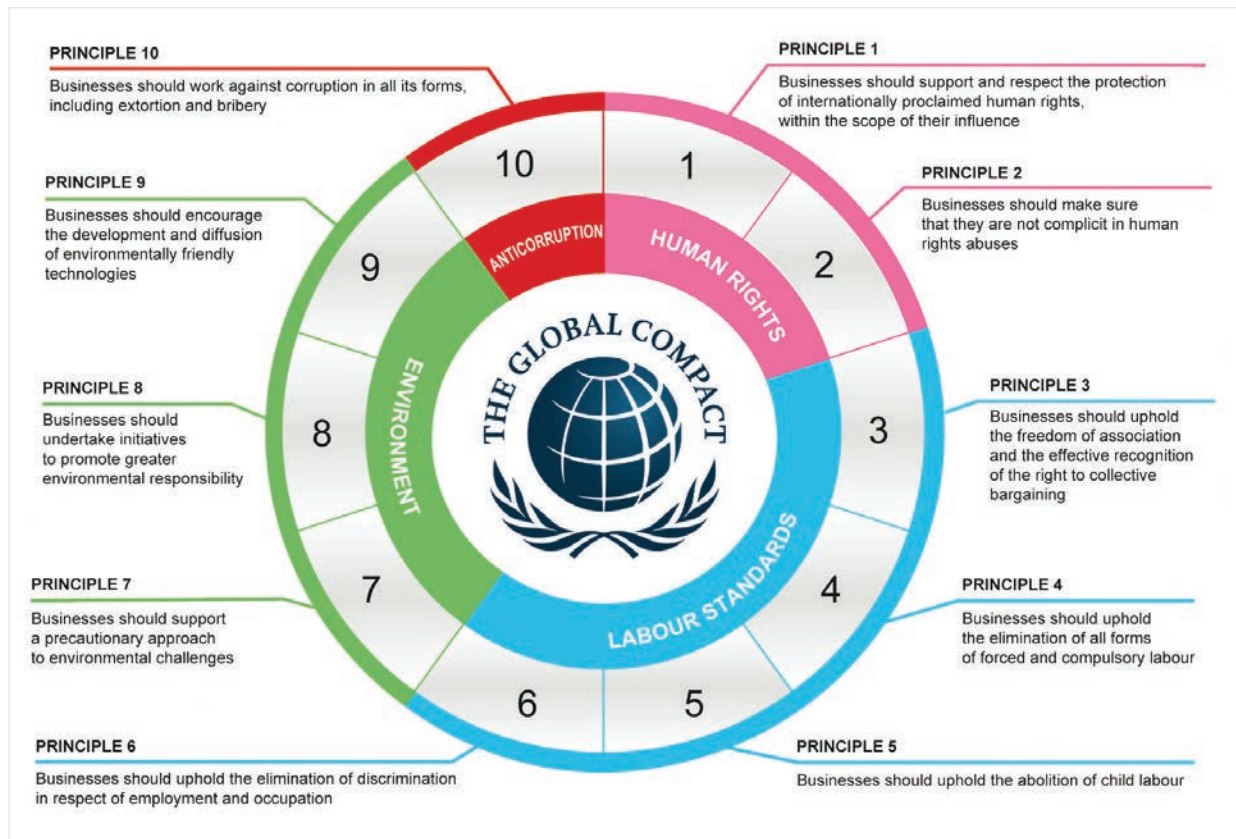 PRINCIPLE 10
Businesses should work against corruption in all its forms,
including extortion and bribery
PRINCIPLE 1
Businesses should support and respect the protection
of internationally proclaimed human rights,
within the scope of their influence
PRINCIPLE 9
Businesses should encourage
the development and diffusion
of environmentally friendly
technologies
PRINCIPLE 2
Businesses should make sure
that they are not complicit in human
rights abuses
PRINCIPLE 8
Businesses should
undertake initiatives
to promote greater
environmental responsibility
PRINCIPLE 3
Businesses should uphold
the freedom of association
and the effective recognition
of the right to collective
bargaining
PRINCIPLE 7
Businesses should support
a precautionary approach
to environmental challenges
PRINCIPLE 4
Businesses should uphold
the elimination of all forms
of forced and compulsory labour
PRINCIPLE 6
Businesses should uphold the elimination of discrimination
in respect of employment and occupation
PRINCIPLE 5
Businesses should uphold the abolition of child labour
10
1
2
3
4
5
6
7
8
9
ANTICORRUPTION
HUMAN RIGHTS
LABOUR STANDARDS
ENVIRONMENT
THE GLOBAL COMPACT